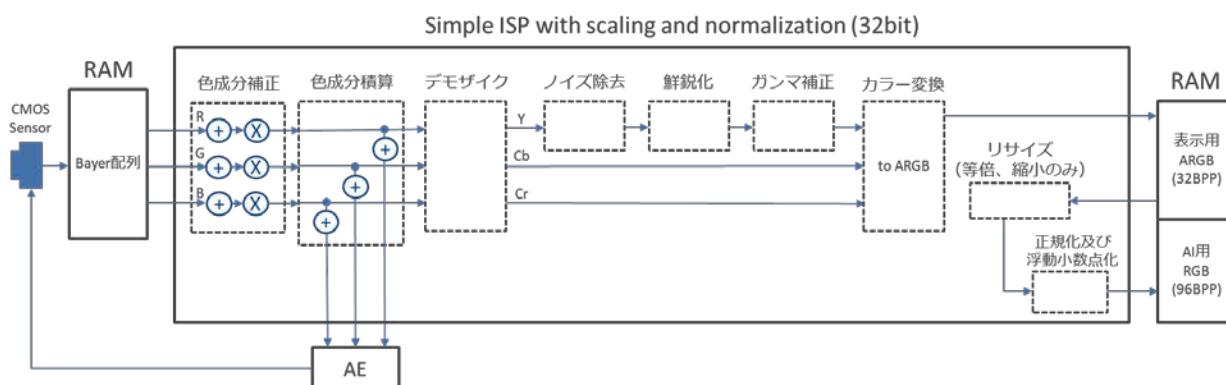 Simple ISP with scaling and normalization (32bit)
RAM
CMOS
Sensor
Bayer配列
色成分補正
色成分積算
デモザイク
ノイズ除去
鮮鋭化
ガンマ補正
カラー変換
R
+
X
G
+
X
B
+
X
+
+
+
Y
Cb
Cr
to ARGB
リサイズ
(等倍、縮小のみ)
正規化及び
浮動小数点化
RAM
表示用
ARGB
(32BPP)
AI用
RGB
(96BPP)
AE